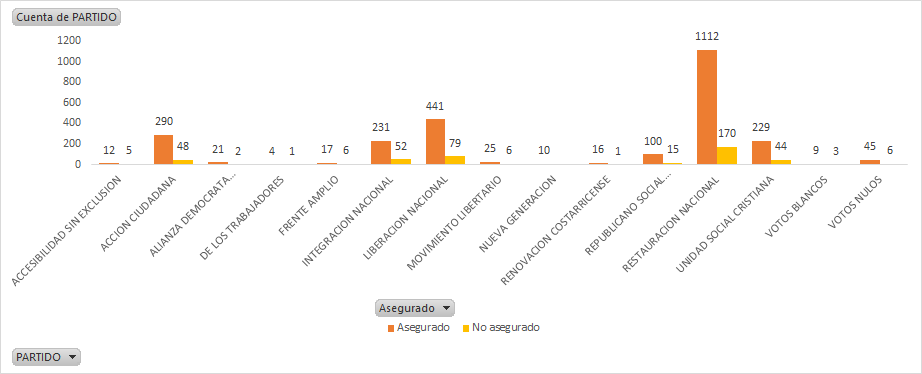 Cuenta de PARTIDO
1200
1000
800
600
400
200
0
12 5
290 48
21 2
4 1
17 6
231 52
441 79
25 6
10
16 1
100 15
1112 170
229 44
9 3
45 6
ACCESIBILIDAD SIN EXCLUSION
ACCION CIUDADANA
ALIANZA DEMOCRATA...
DE LOS TRABAJADORES
FRENTE AMPLIO
INTEGRACION NACIONAL
LIBERACION NACIONAL
MOVIMIENTO LIBERTARIO
NUEVA GENERACION
RENOVACION COSTARRICENSE
REPUBLICANO SOCIAL...
RESTAURACION NACIONAL
UNIDAD SOCIAL CRISTIANA
VOTOS BLANCOS
VOTOS NULOS
Asegurado
Asegurado No asegurado
PARTIDO